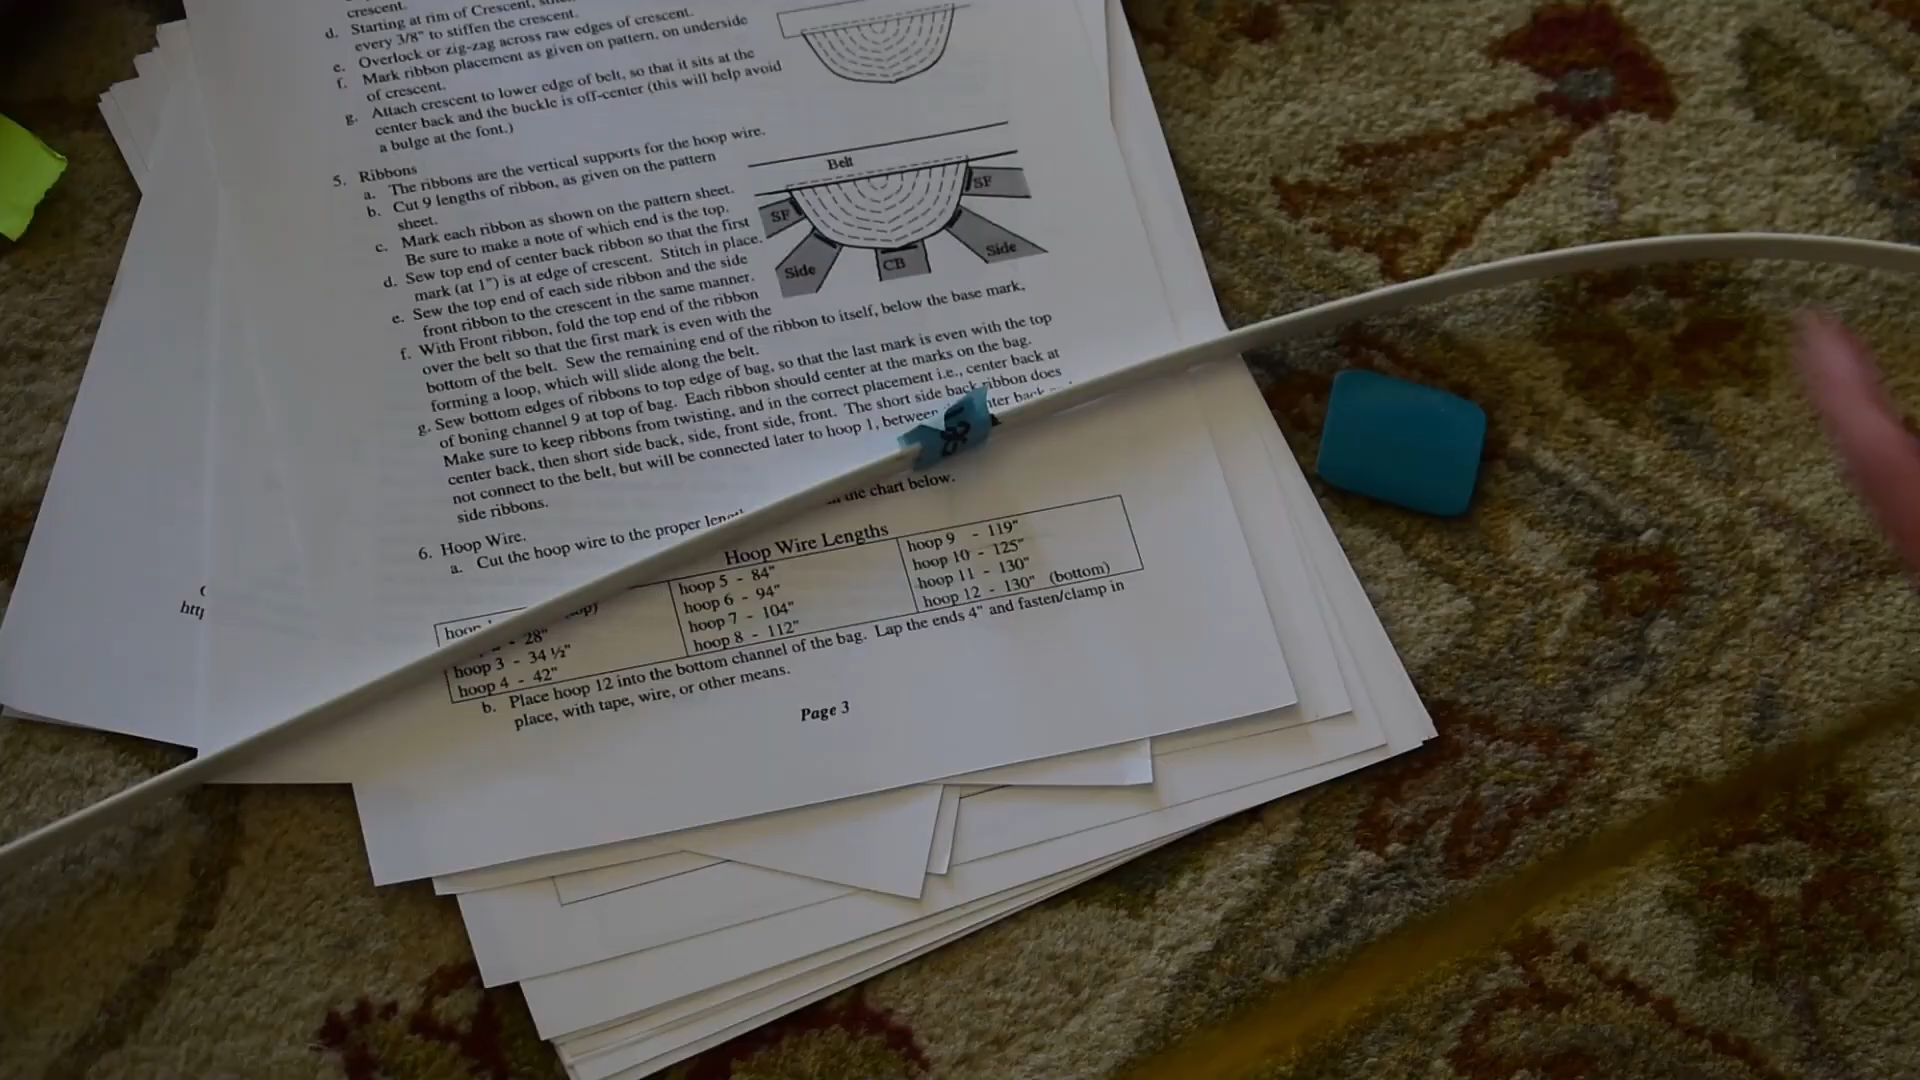 crescent.
d. Starting at rim of Crescent,
every 3/8" to stiffen the crescent.
e. Overlock or zig-zag across raw edges of crescent.
f. Mark ribbon placement as given on pattern, on underside
of crescent.
g. Attach crescent to lower edge of belt, so that it sits at the
center back and the buckle is off-center (this will help avoid
a bulge at the font.)
5. Ribbons
a. The ribbons are the vertical supports for the hoop wire.
b. Cut 9 lengths of ribbon, as given on the pattern
sheet.
c. Mark each ribbon as shown on the pattern sheet.
Be sure to make a note of which end is the top.
d. Sew top end of center back ribbon so that the first
mark (at 1") is at edge of crescent. Stitch in place.
e. Sew the top end of each side ribbon and the side
front ribbon to the crescent in the same manner.
f. With Front ribbon, fold the top end of the ribbon
over the belt so that the first mark is even with the
bottom of the belt. Sew the remaining end of the ribbon to itself, below the base mark,
forming a loop, which will slide along the belt.
g. Sew bottom edges of ribbons to top edge of bag, so that the last mark is even with the top
of boning channel 9 at top of bag. Each ribbon should center at the marks on the bag.
Make sure to keep ribbons from twisting, and in the correct placement i.e., center back at
center back, then short side back, side, front side, front. The short side back ribbon does
not connect to the belt, but will be connected later to hoop 1, between
side ribbons.
Belt
SF
SF
Side
CB
Side
6. Hoop Wire.
a. Cut the hoop wire to the proper the chart below.
Hoop Wire Lengths
28"
hoop 3 - 34 ½"
hoop 4 - 42"
hoop 5 - 84"
hoop 6 - 94"
hoop 7 - 104"
hoop 8 - 112"
hoop 9 - 119"
hoop 10 - 125"
hoop 11 - 130"
hoop 12 - 130" (bottom)
b. Place hoop 12 into the bottom channel of the bag. Lap the ends 4" and fasten/clamp in
place, with tape, wire, or other means.
Page 3